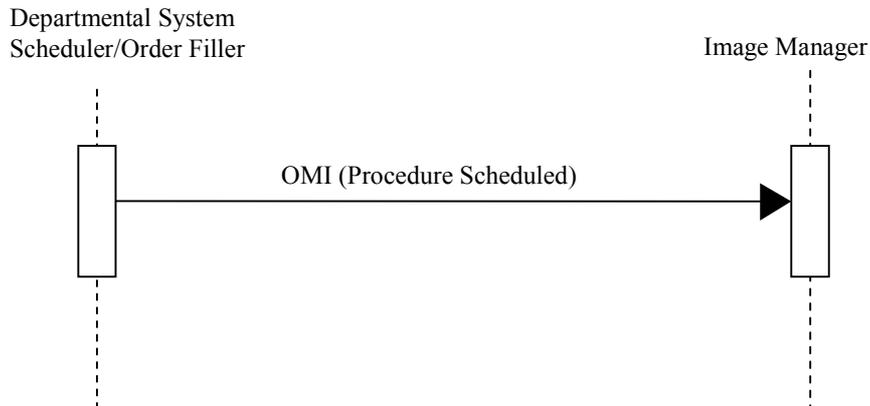 Departmental System
Scheduler/Order Filler
Image Manager
OMI (Procedure Scheduled)